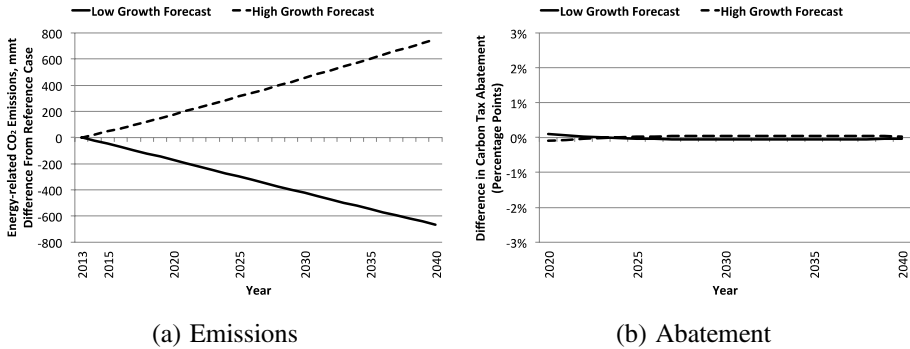 Low Growth Forecast High Growth Forecast
Energy-related CO₂ Emissions, mmt
Difference From Reference Case
800
600
400
200
0
-200
-400
-600
-800
2013
2015
2020
2025
2030
2035
2040
Year
(a) Emissions
Low Growth Forecast High Growth Forecast
Difference in Carbon Tax Abatement
(Percentage Points)
3%
2%
1%
0%
-1%
-2%
-3%
2020
2025
2030
2035
2040
Year
(b) Abatement